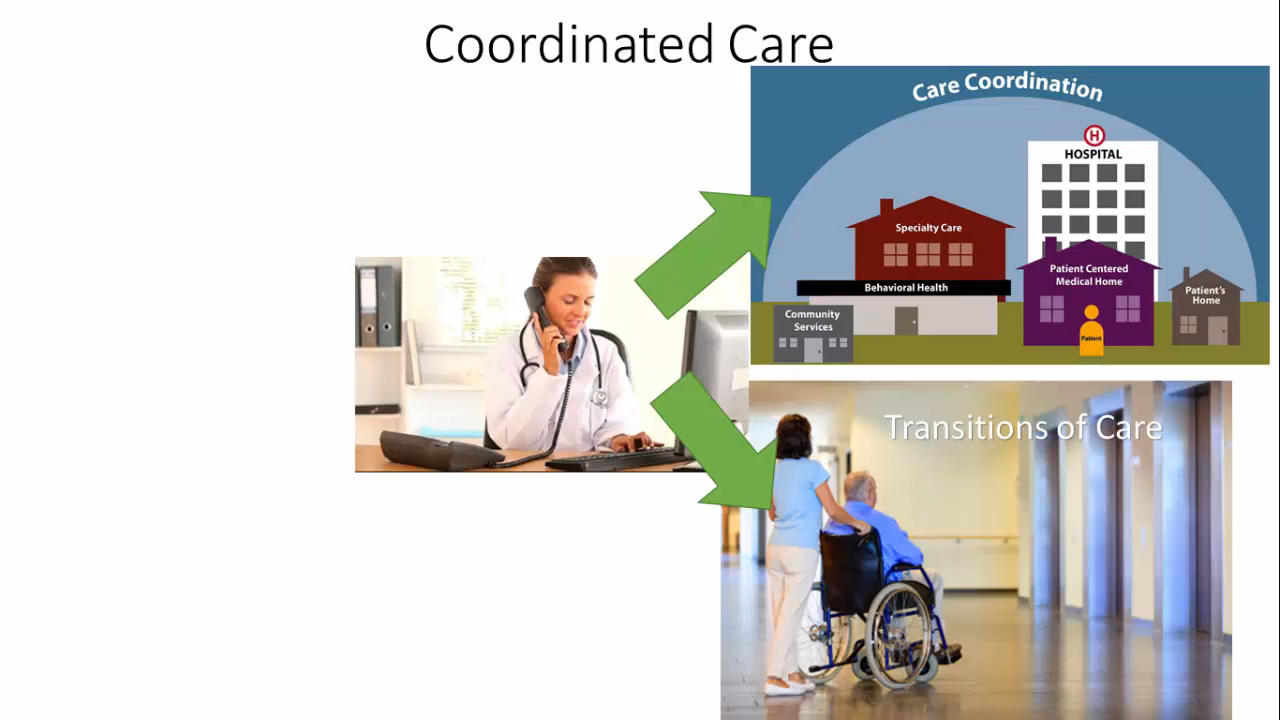 Coordinated Care
Care Coordination
H
HOSPITAL
Specialty Care
Behavioral Health
Community
Services
Patient Centered
Medical Home
Patient
Patient's
Home
Transitions of Care